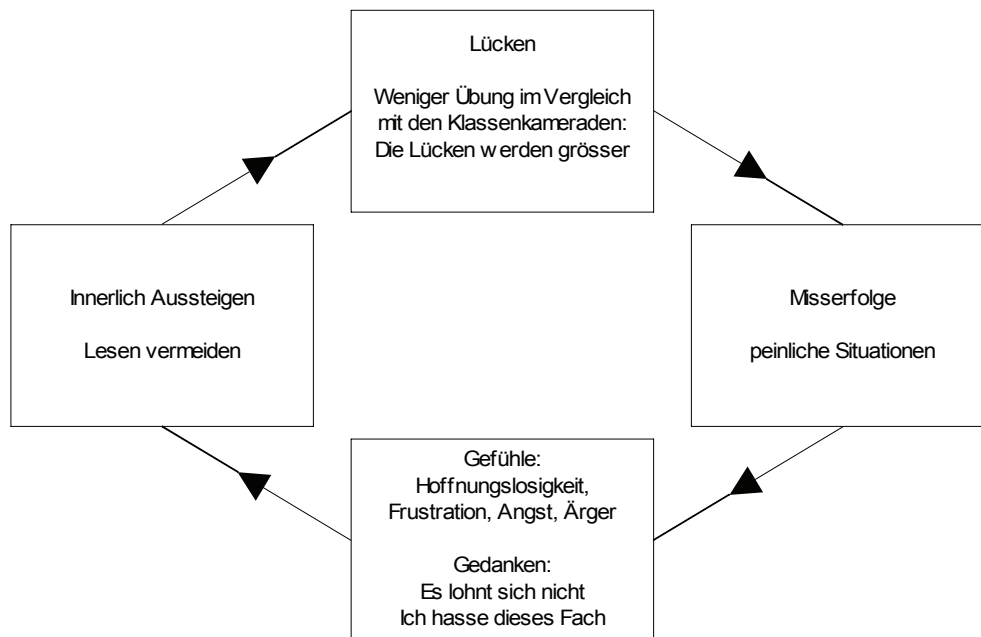 Lücken
Weniger Übung im Vergleich
mit den Klassenkameraden:
Die Lücken werden grösser
Innerlich Aussteigen
Lesen vermeiden
Misserfolge
peinliche Situationen
Gefühle:
Hoffnungslosigkeit,
Frustration, Angst, Ärger
Gedanken:
Es lohnt sich nicht
Ich hasse dieses Fach